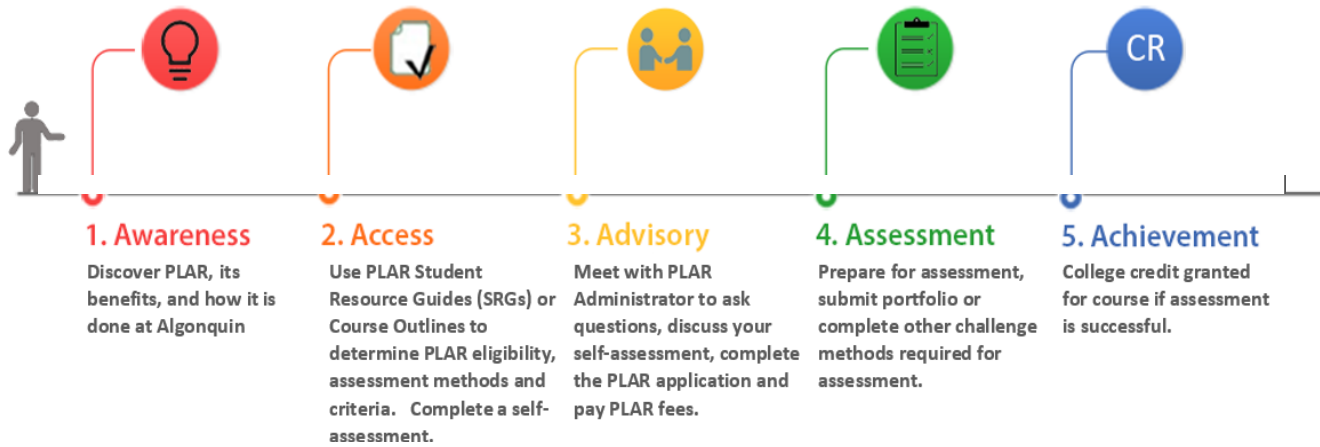 CR
1. Awareness
Discover PLAR, its
benefits, and how it is
done at Algonquin
2. Access
Use PLAR Student
Resource Guides (SRGs) or
Course Outlines to
determine PLAR eligibility,
assessment methods and
criteria.   Complete a self-
assessment.
3. Advisory
Meet with PLAR
Administrator to ask
questions, discuss your
self-assessment, complete
the PLAR application and
pay PLAR fees.
4. Assessment
Prepare for assessment,
submit portfolio or
complete other challenge
methods required for
assessment.
5. Achievement
College credit granted
for course if assessment
is successful.